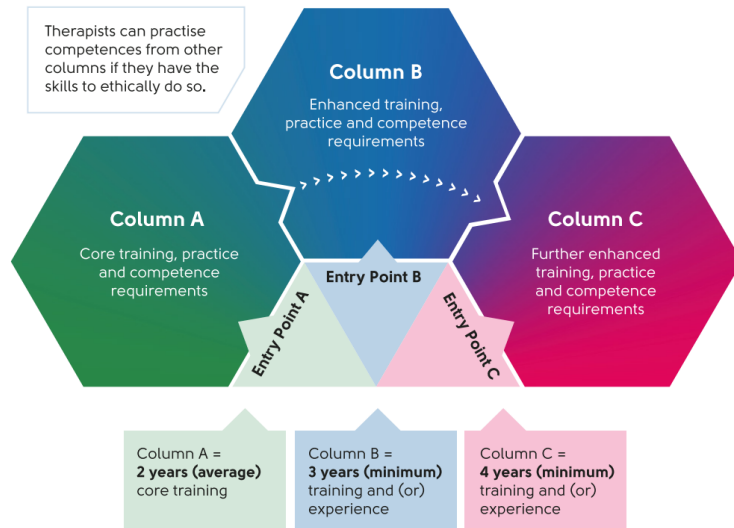 Therapists can practise
competences from other
columns if they have the
skills to ethically do so.
Column B
Enhanced training,
practice and competence
requirements
Column A
Core training, practice
and competence
requirements
Column C
Further enhanced
training, practice
and competence
requirements
Entry Point A
Entry Point B
Entry Point C
Column A =
2 years (average)
core training
Column B =
3 years (minimum)
training and (or)
experience
Column C =
4 years (minimum)
training and (or)
experience